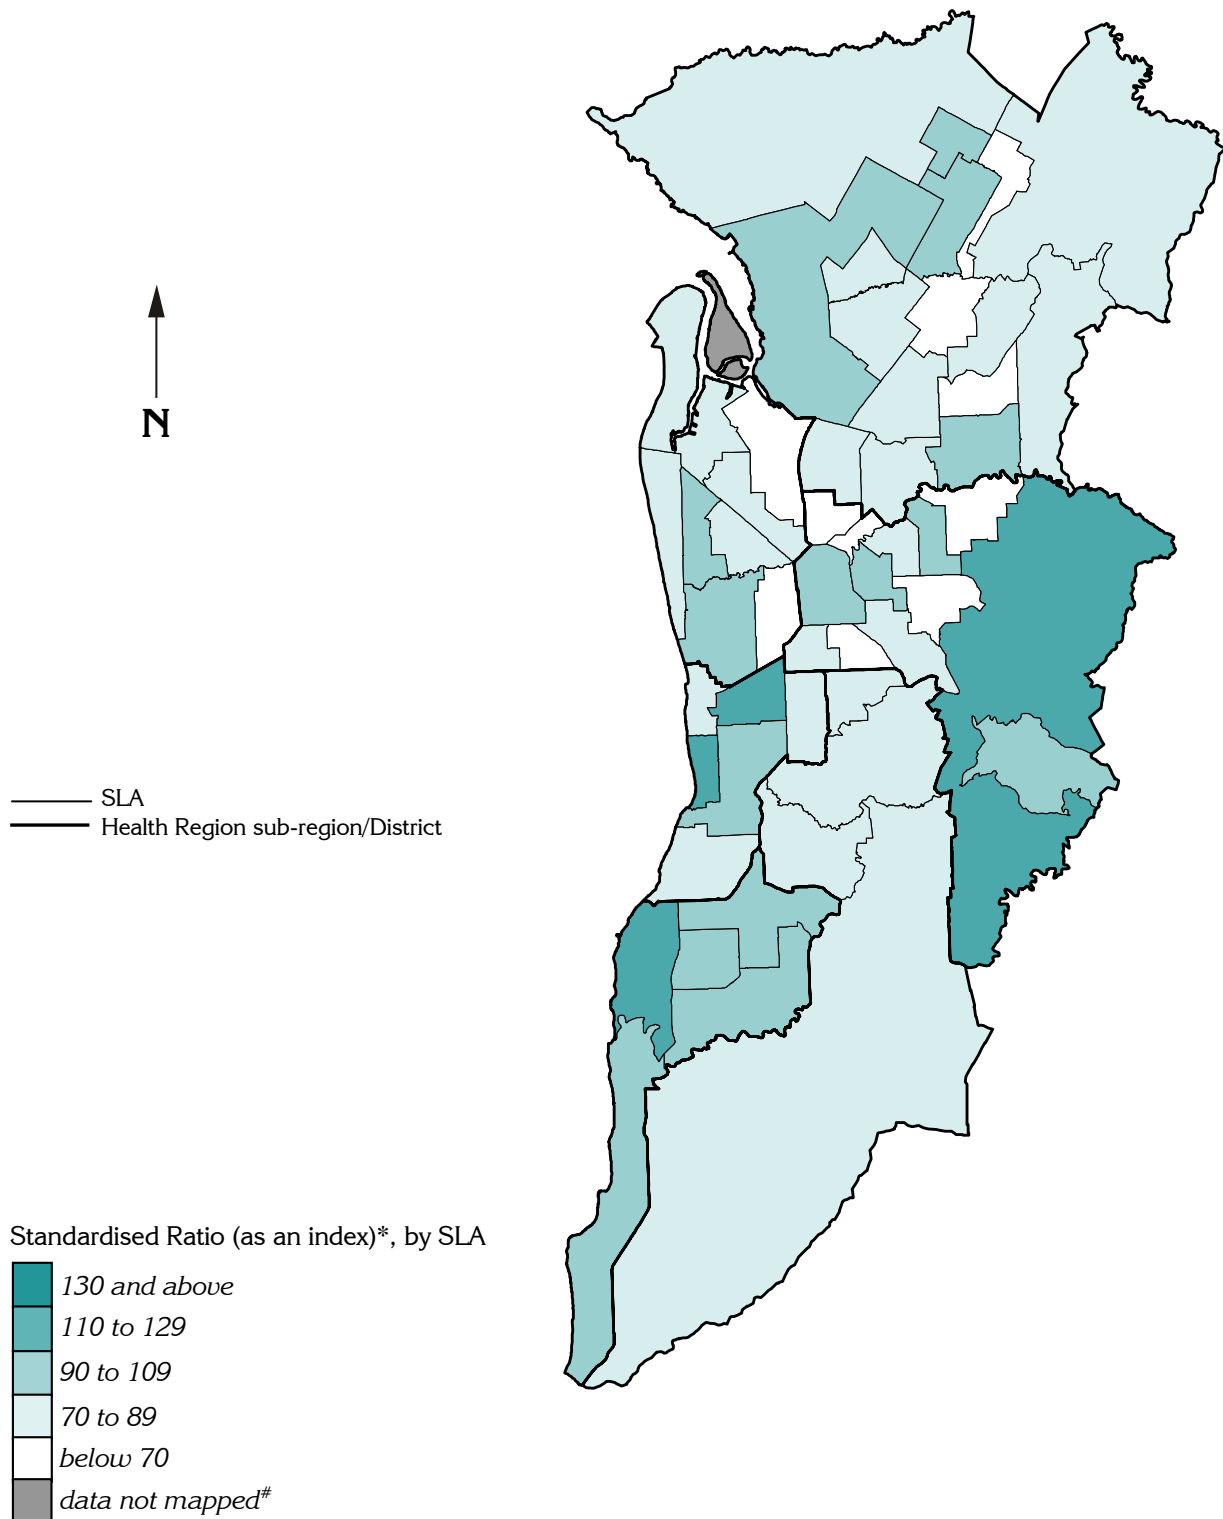 N
SLA
Health Region sub-region/District
Standardised Ratio (as an index)*, by SLA
130 and above
110 to 129
90 to 109
70 to 89
below 70
data not mapped#